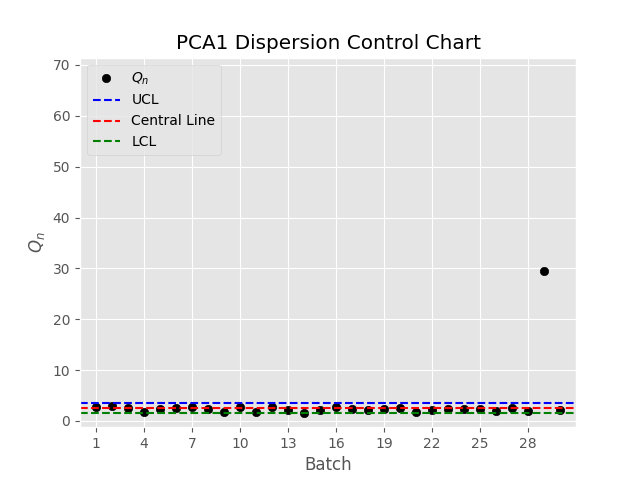 PCA1 Dispersion Control Chart
70
60
50
40
30
20
10
0
Qn
Qn
UCL
Central Line
LCL
1 4 7 10 13 16 19 22 25 28
Batch